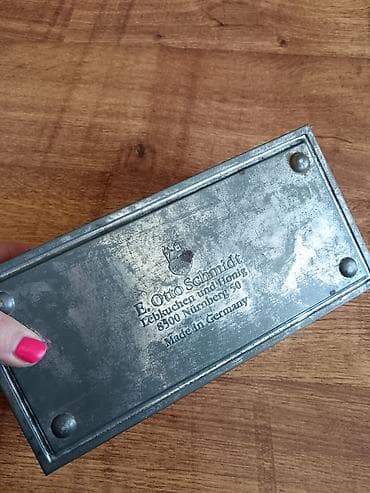 E. Otto Schmidt
Lebkuchen und Honig
8500 Nürnberg 50
Made in Germany